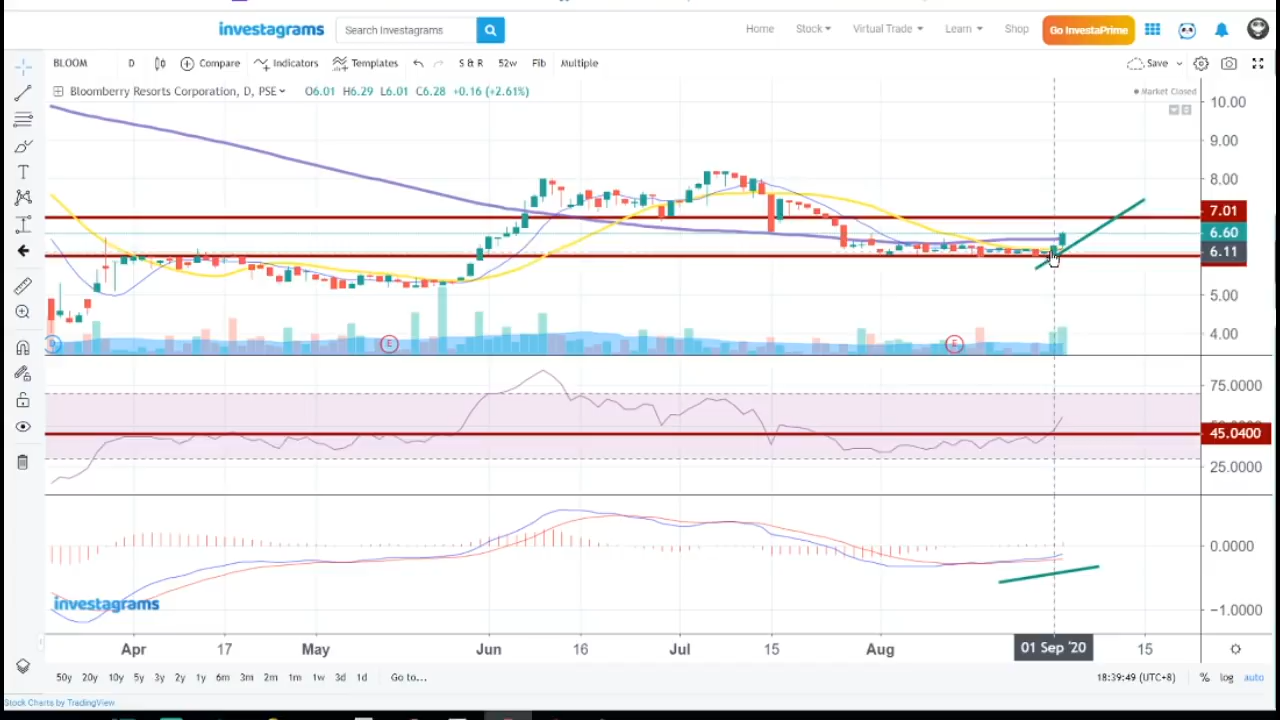 investagrams Search Investagrams Home Stock Virtual Trade Learn Shop Go InvestaPrime
BLOOM D Compare Indicators Templates S & R 52w Fib Multiple Save
Bloomberry Resorts Corporation, D, PSE O6.01 H6.29 L6.01 C6.28 +0.16 (+2.61%) Market Closed
10.00
9.00
8.00
7.01
6.60
6.11
5.00
4.00
E E
75.0000
45.0400
25.0000
0.0000
investagrams
-1.0000
Apr 17 May Jun 16 Jul 15 Aug 01 Sep '20 15
50y 20y 10y 5y 3y 2y 1y 6m 3m 2m 1m 1w 3d 1d Go to... 18:39:49 (UTC+8) % log auto
Stock Charts by TradingView